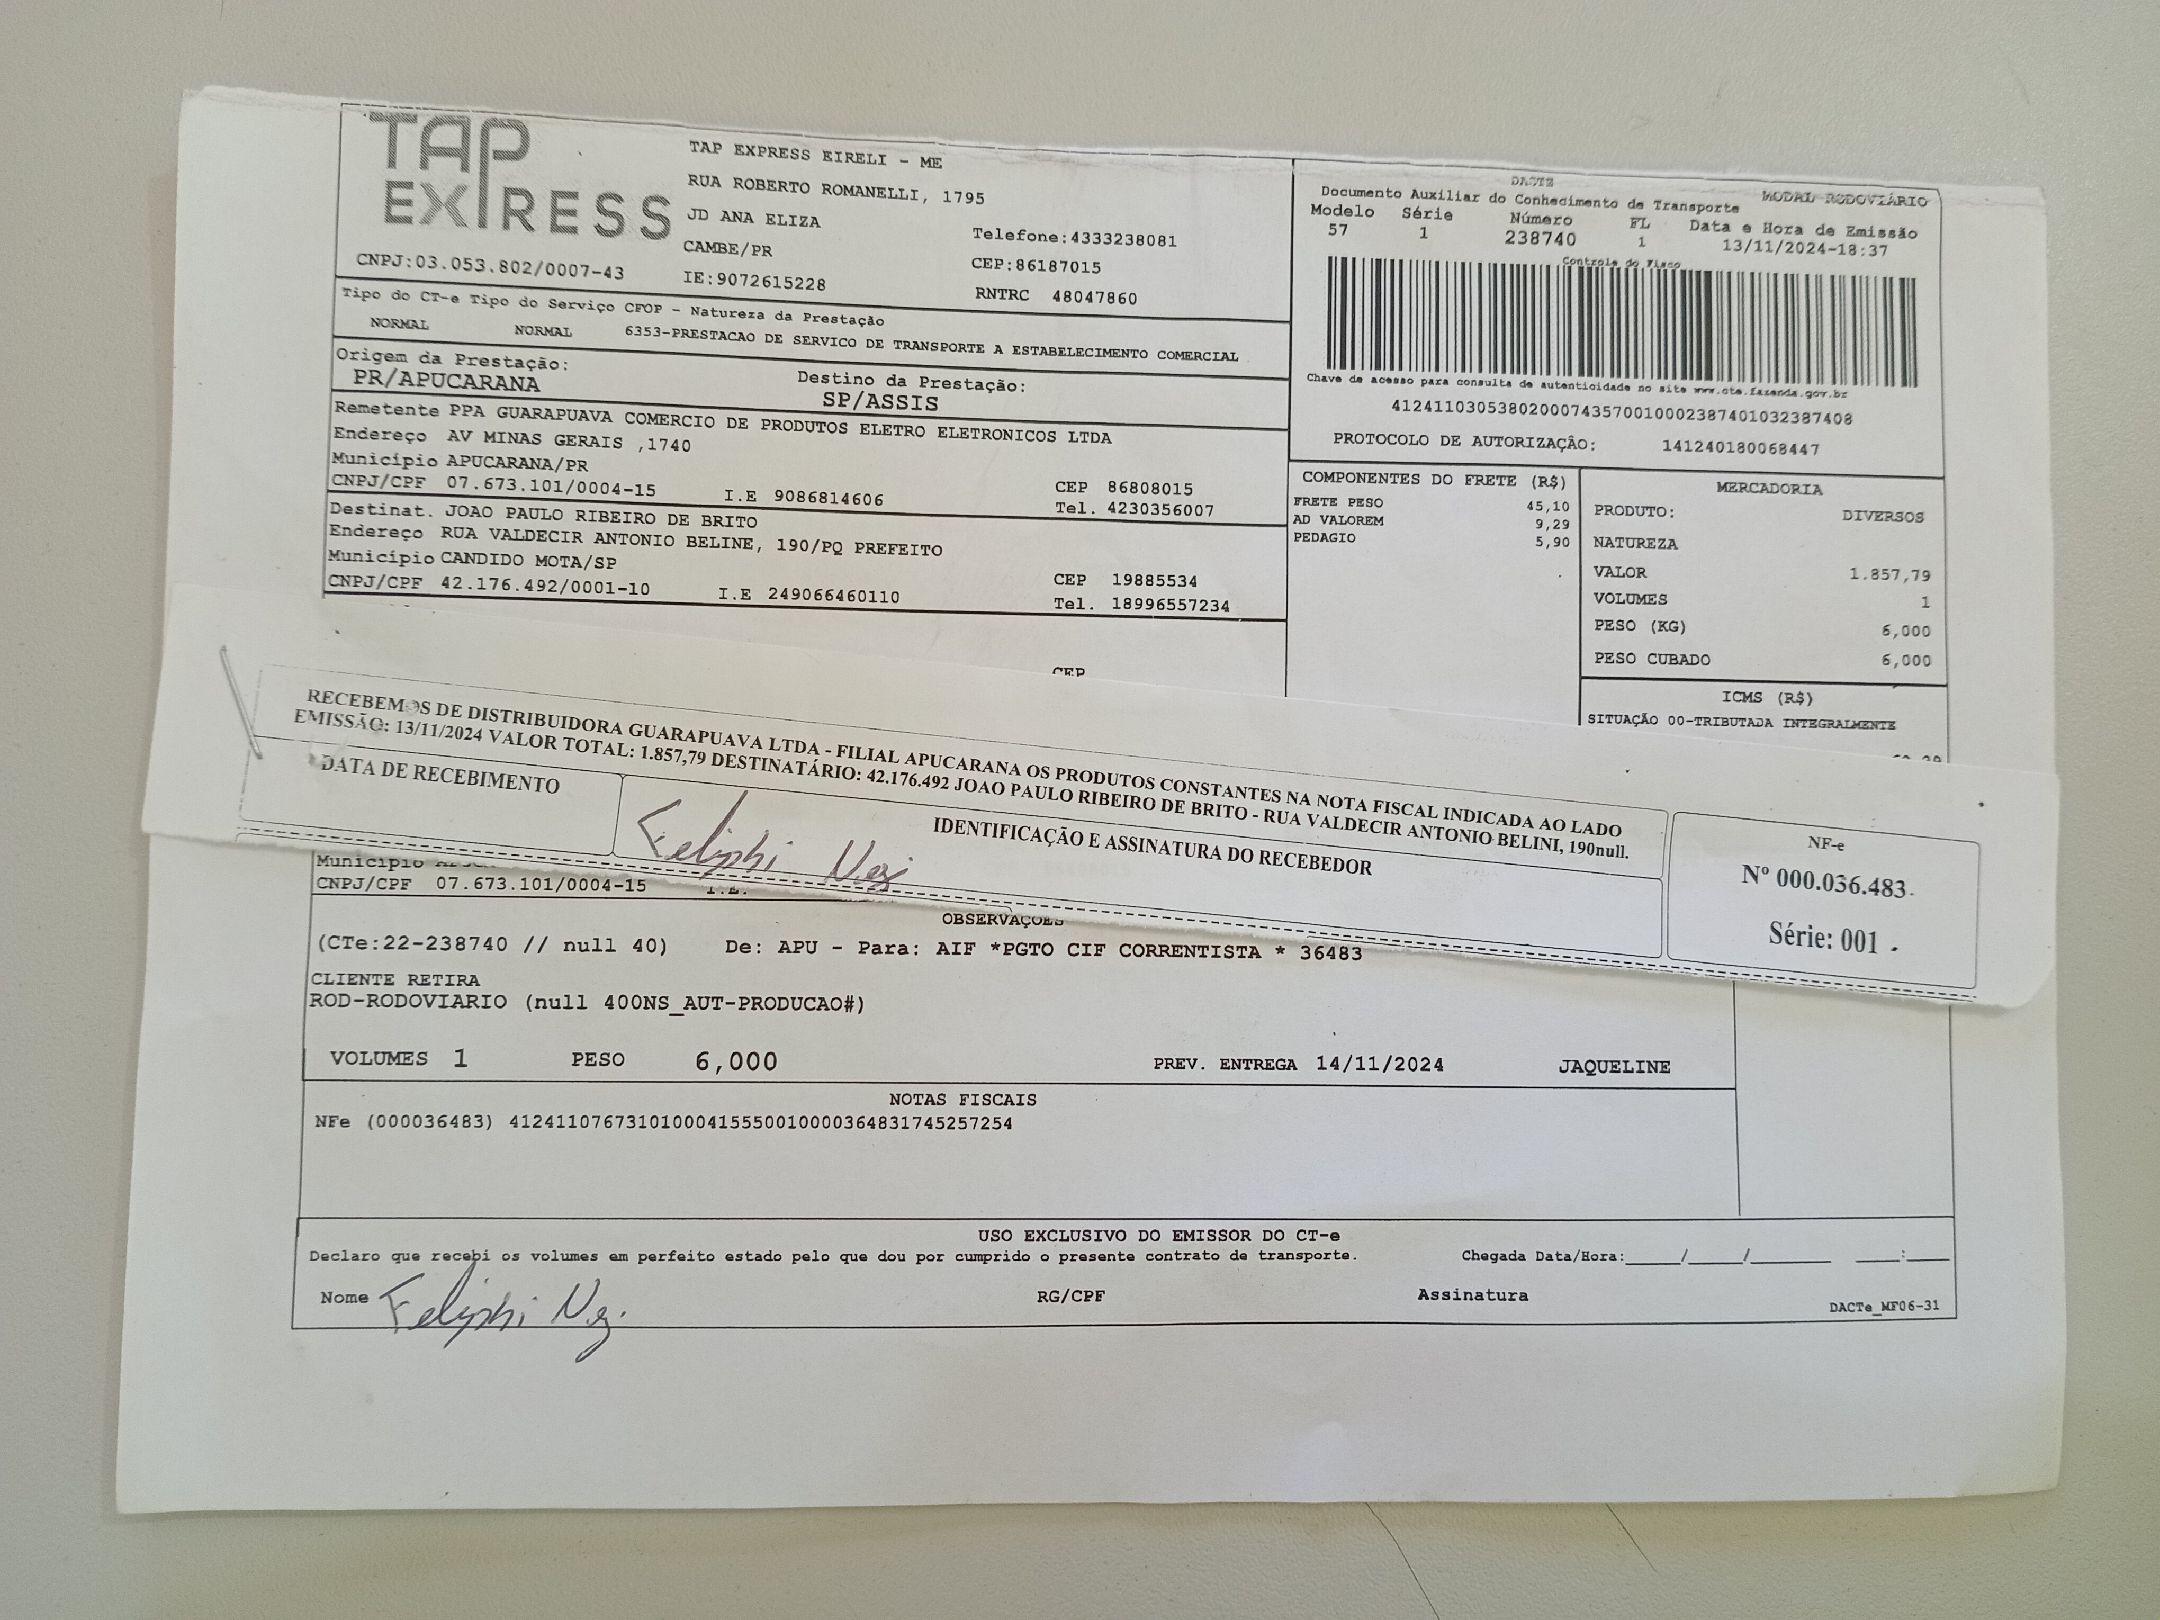 TAP
EXPRESS
CNPJ:03.053.802/0007-43
TAP EXPRESS EIRELI - ME
RUA ROBERTO ROMANELLI, 1795
JD ANA ELIZA
CAMBE/PR
IE:9072615228
Telefone:4333238081
CEP:86187015
RNTRC 48047860
DACTE
MODAL RODOVIÁRIO
Documento Auxiliar do Conhecimento de Transporte
Modelo Série Número FL Data e Hora de Emissão
57 1 238740 1 13/11/2024-18:37
Controle do Fisco
Chave de acesso para consulta de autenticidade no site www.cte.fazenda.gov.br
41241103053802000743570010002387401032387408
PROTOCOLO DE AUTORIZAÇÃO: 141240180068447
Tipo do CT-e Tipo do Serviço CFOP - Natureza da Prestação
NORMAL NORMAL 6353-PRESTACAO DE SERVICO DE TRANSPORTE A ESTABELECIMENTO COMERCIAL
Origem da Prestação: Destino da Prestação:
PR/APUCARANA SP/ASSIS
Remetente PPA GUARAPUAVA COMERCIO DE PRODUTOS ELETRO ELETRONICOS LTDA
Endereço AV MINAS GERAIS ,1740
Município APUCARANA/PR CEP 86808015
CNPJ/CPF 07.673.101/0004-15 I.E 9086814606 Tel. 4230356007
Destinat. JOAO PAULO RIBEIRO DE BRITO
Endereço RUA VALDECIR ANTONIO BELINE, 190/PQ PREFEITO
Município CANDIDO MOTA/SP CEP 19885534
CNPJ/CPF 42.176.492/0001-10 I.E 249066460110 Tel. 18996557234
CEP
COMPONENTES DO FRETE (R$)
FRETE PESO 45,10
AD VALOREM 9,29
PEDAGIO 5,90
MERCADORIA
PRODUTO: DIVERSOS
NATUREZA
VALOR 1.857,79
VOLUMES 1
PESO (KG) 6,000
PESO CUBADO 6,000
ICMS (R$)
SITUAÇÃO 00-TRIBUTADA INTEGRALMENTE
RECEBEMOS DE DISTRIBUIDORA GUARAPUAVA LTDA - FILIAL APUCARANA OS PRODUTOS CONSTANTES NA NOTA FISCAL INDICADA AO LADO
EMISSÃO: 13/11/2024 VALOR TOTAL: 1.857,79 DESTINATÁRIO: 42.176.492 JOAO PAULO RIBEIRO DE BRITO - RUA VALDECIR ANTONIO BELINI, 190null.
DATA DE RECEBIMENTO
IDENTIFICAÇÃO E ASSINATURA DO RECEBEDOR
NF-e
Nº 000.036.483
Série: 001
Município
CNPJ/CPF 07.673.101/0004-15 I.E.
OBSERVAÇOES
(CTe:22-238740 // null 40) De: APU - Para: AIF *PGTO CIF CORRENTISTA * 36483
CLIENTE RETIRA
ROD-RODOVIARIO (null 400NS_AUT-PRODUCAO#)
VOLUMES 1 PESO 6,000 PREV. ENTREGA 14/11/2024 JAQUELINE
NOTAS FISCAIS
NFe (000036483) 41241107673101000415550010000364831745257254
USO EXCLUSIVO DO EMISSOR DO CT-e
Declaro que recebi os volumes em perfeito estado pelo que dou por cumprido o presente contrato de transporte. Chegada Data/Hora:____/____/______ ____:____
Nome RG/CPF Assinatura
DACTe_MF06-31